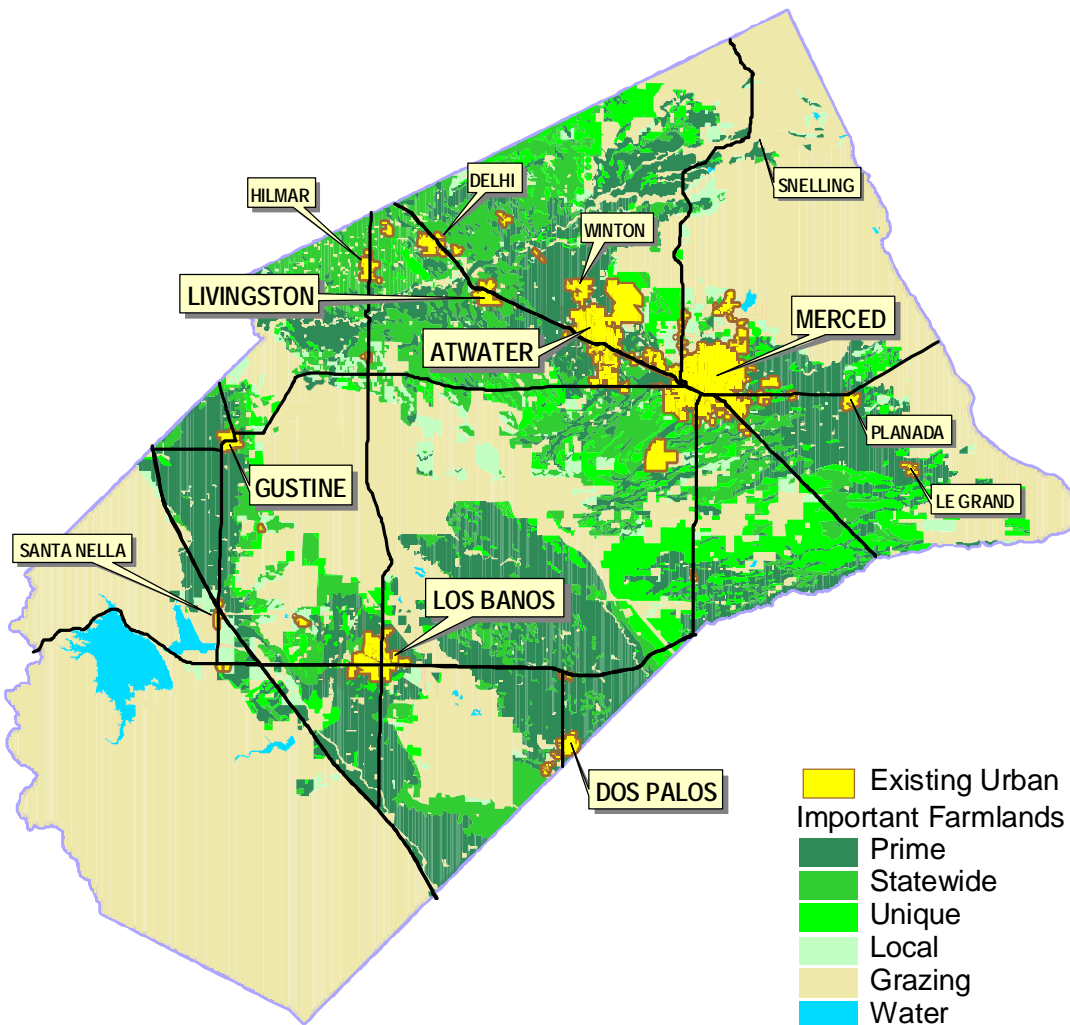 HILMAR
DELHI
SNELLING
WINTON
LIVINGSTON
ATWATER
MERCED
PLANADA
GUSTINE
LE GRAND
SANTA NELLA
LOS BANOS
DOS PALOS
Existing Urban
Important Farmlands
Prime
Statewide
Unique
Local
Grazing
Water